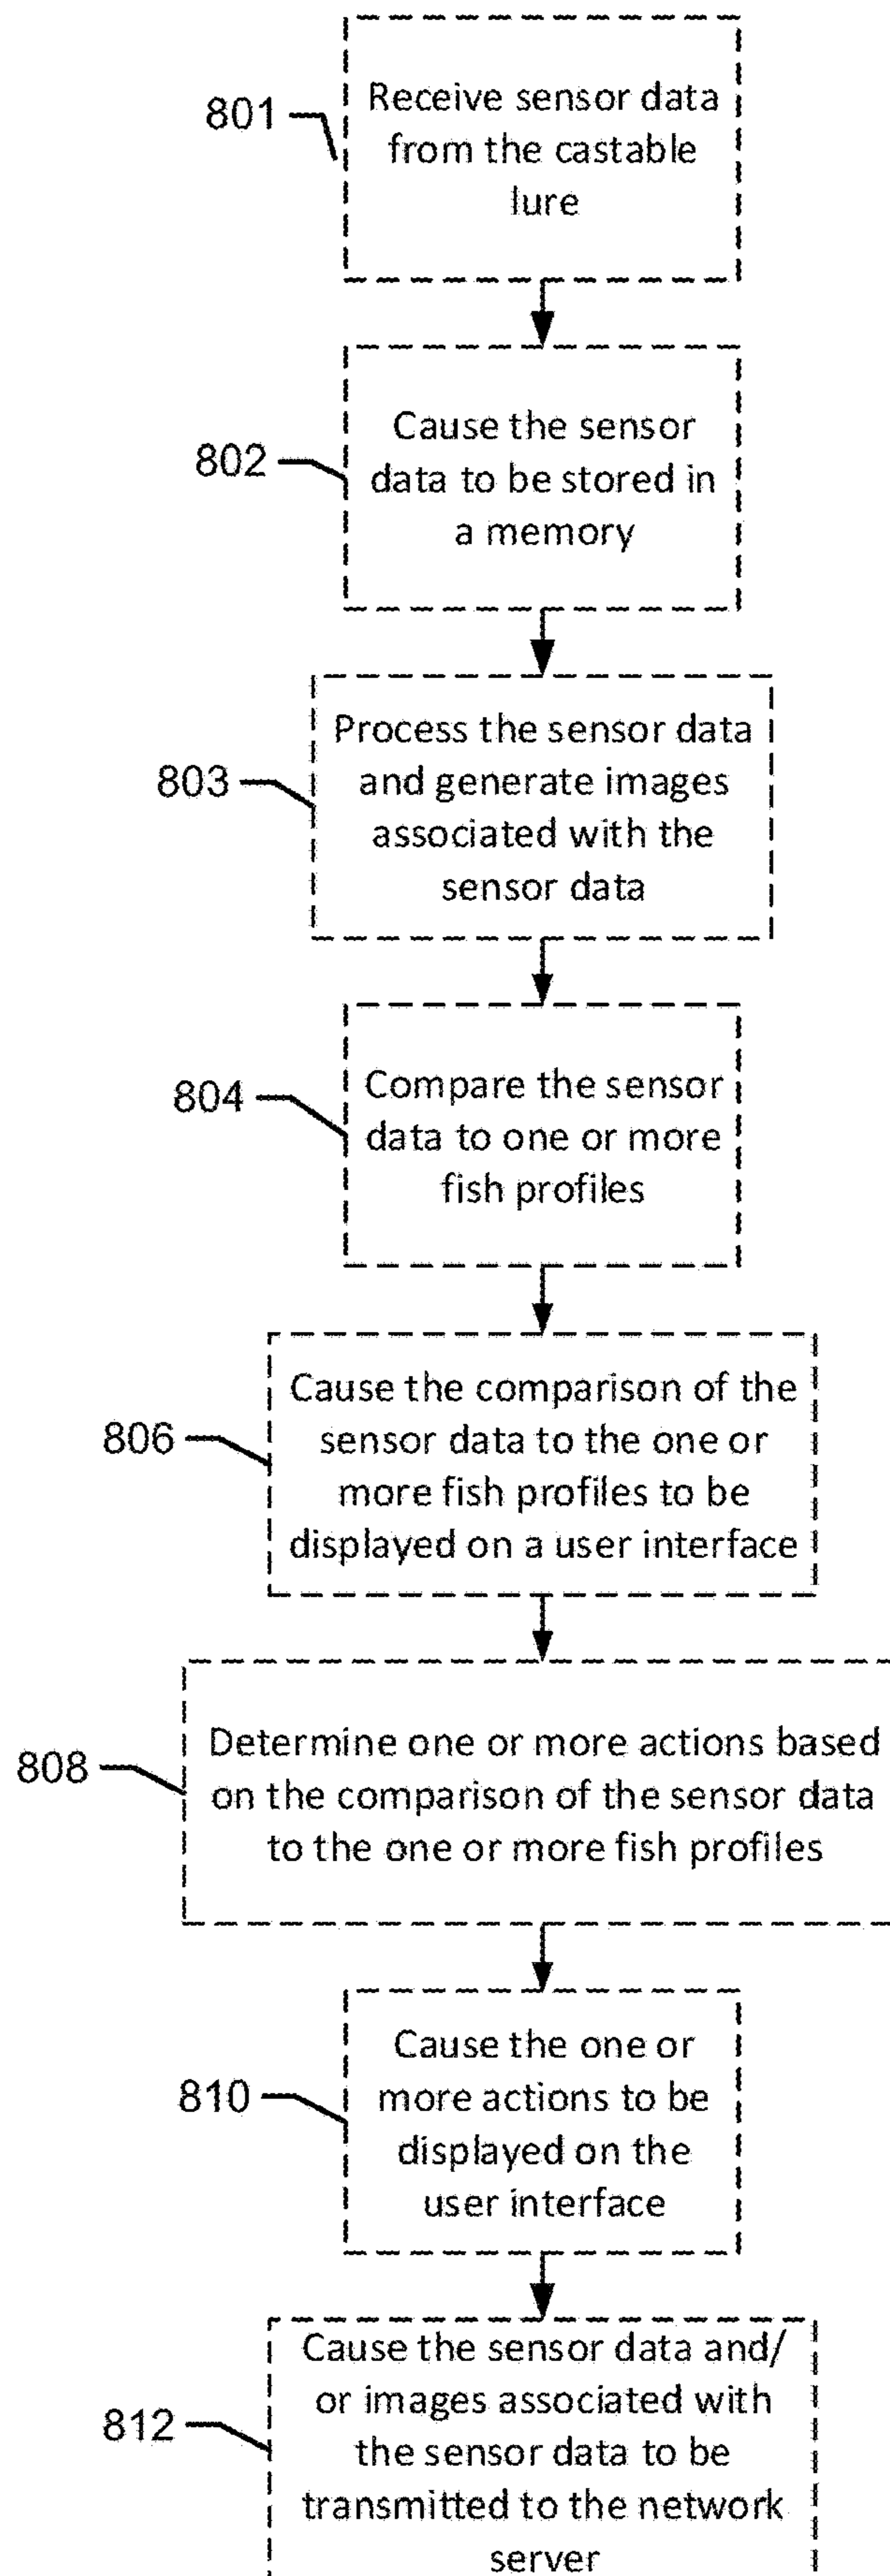 801
Receive sensor data
from the castable
lure
802
Cause the sensor
data to be stored in
a memory
803
Process the sensor data
and generate images
associated with the
sensor data
804
Compare the sensor
data to one or more
fish profiles
806
Cause the comparison of the
sensor data to the one or
more fish profiles to be
displayed on a user interface
808
Determine one or more actions based
on the comparison of the sensor data
to the one or more fish profiles
810
Cause the one or
more actions to be
displayed on the
user interface
812
Cause the sensor data and/
or images associated with
the sensor data to be
transmitted to the network
server